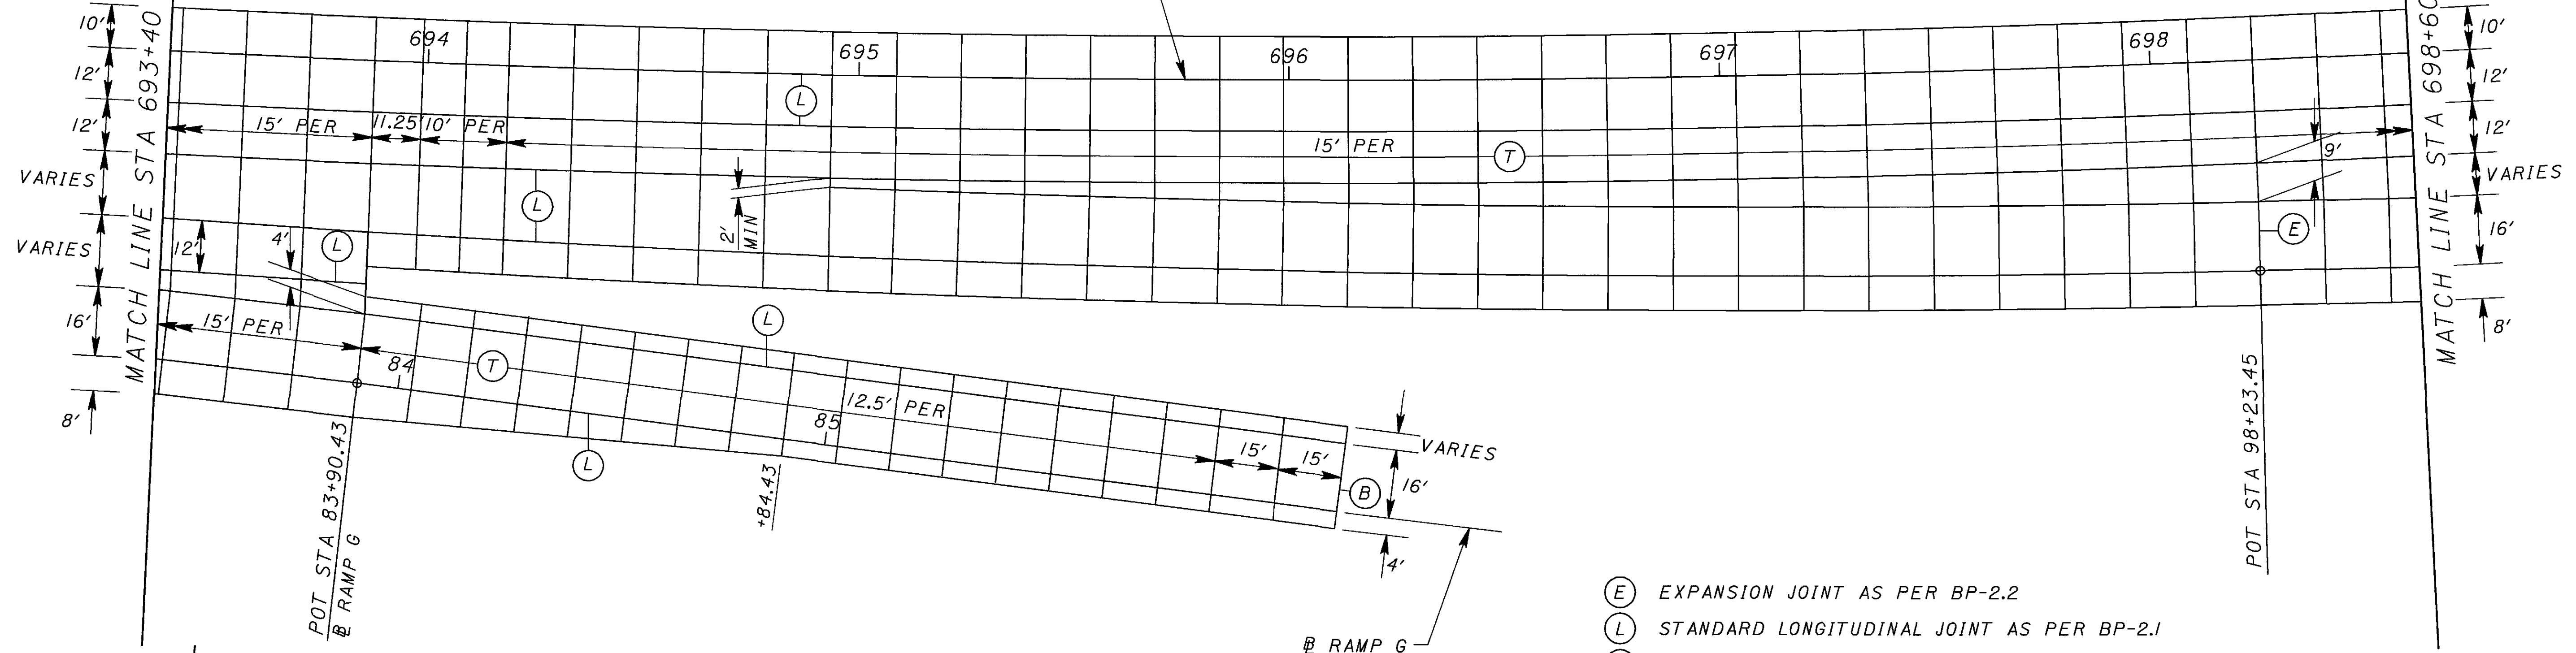 10'
12'
12'
VARIES
VARIES
16'
8'
MATCH LINE STA 693+40
694
695
696
697
698
L
15' PER
11.25'
10' PER
15' PER
T
9'
L
2' MIN
12'
4'
L
E
MATCH LINE STA 698+60
10'
12'
12'
VARIES
16'
8'
15' PER
84
T
L
12.5' PER
85
L
15'
15'
B
VARIES
16'
4'
POT STA 83+90.43
℄ RAMP G
+84.43
POT STA 98+23.45
℄ RAMP G
E EXPANSION JOINT AS PER BP-2.2
L STANDARD LONGITUDINAL JOINT AS PER BP-2.1